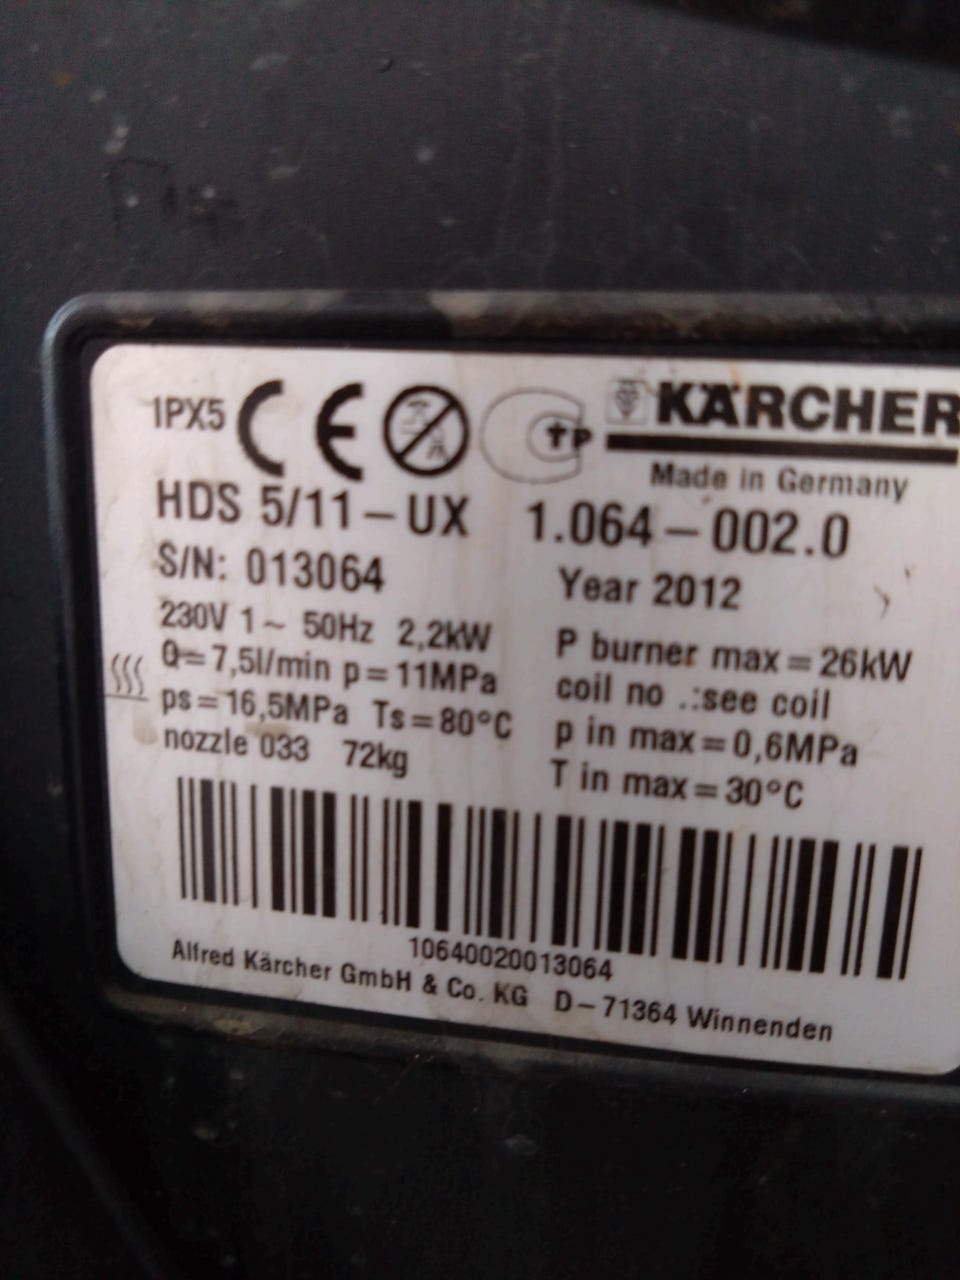 IPX5 CE TP KÄRCHER
Made in Germany
HDS 5/11-UX 1.064-002.0
S/N: 013064 Year 2012
230V 1~ 50Hz 2,2kW
Q=7,5l/min p=11MPa
ps=16,5MPa Ts=80°C
nozzle 033 72kg
P burner max=26kW
coil no .:see coil
p in max=0,6MPa
T in max=30°C
10640020013064
Alfred Kärcher GmbH & Co. KG D-71364 Winnenden